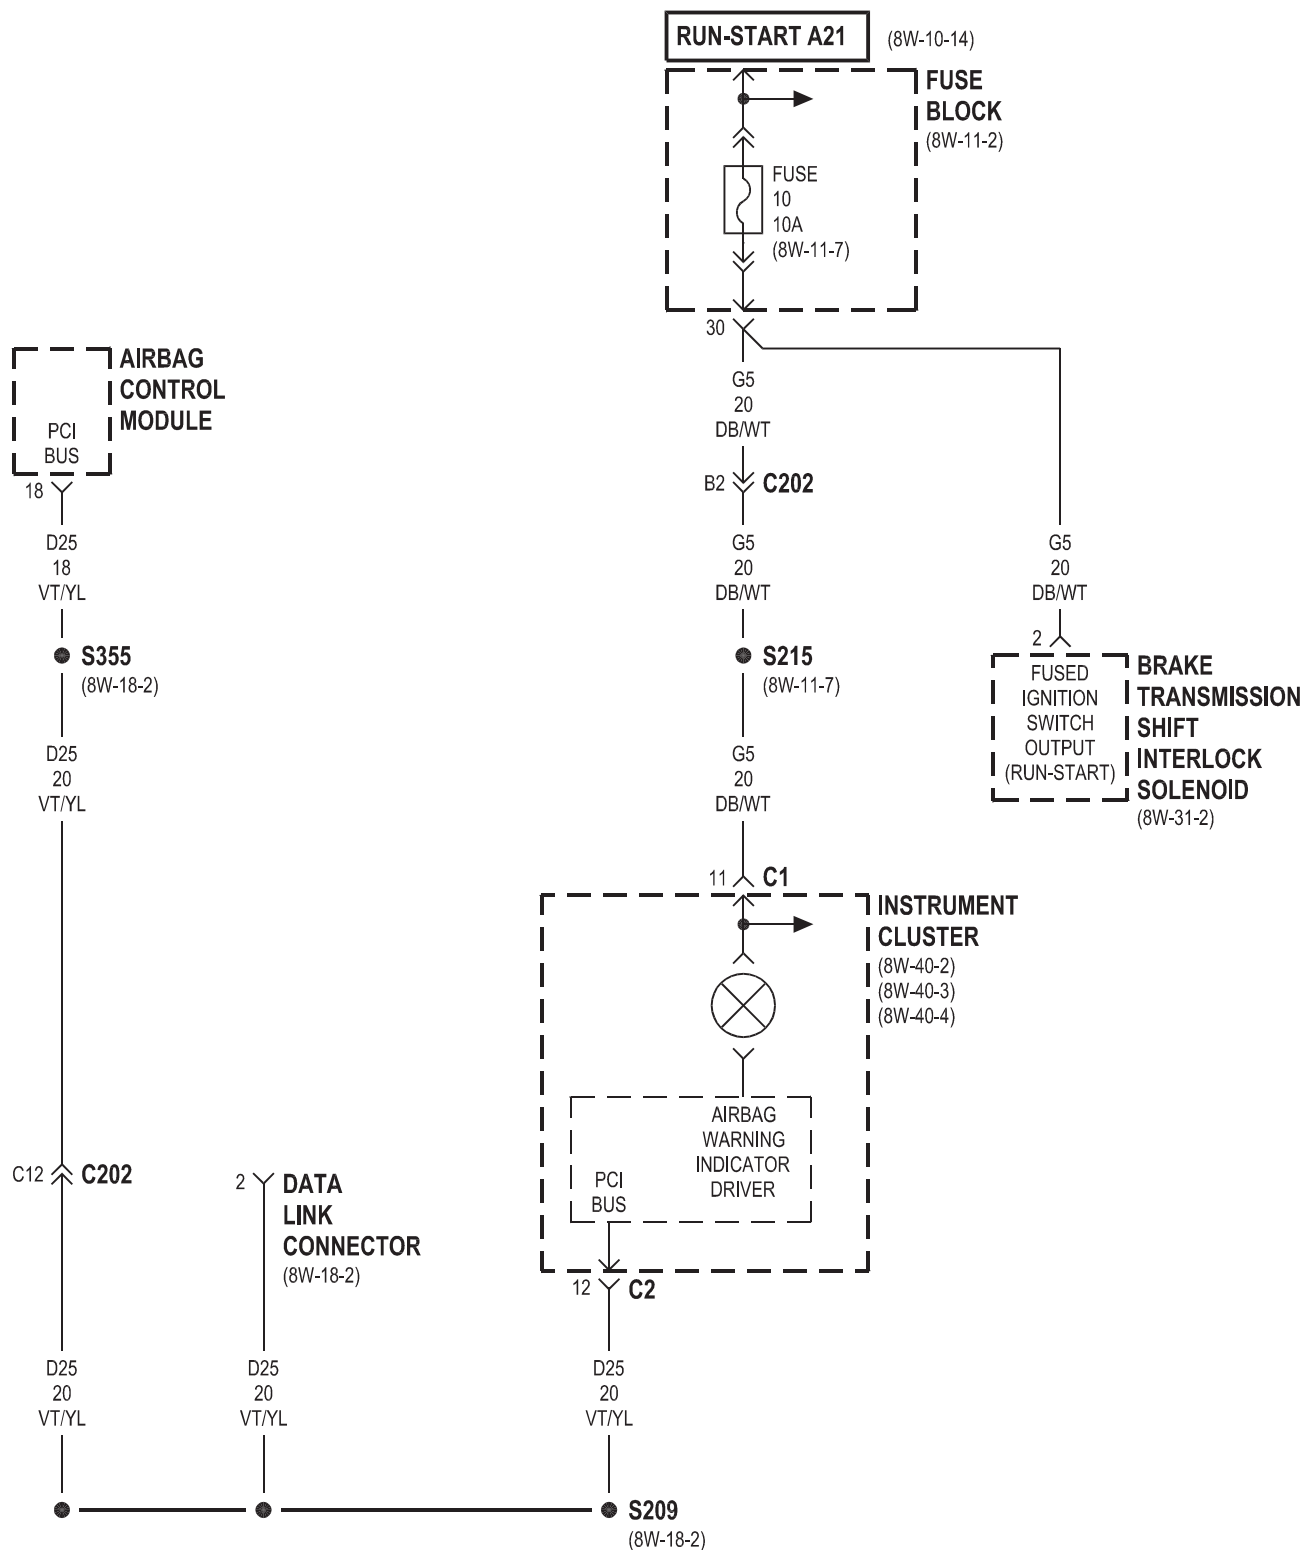 RUN-START A21
(8W-10-14)
FUSE
BLOCK
(8W-11-2)
FUSE
10
10A
(8W-11-7)
30
AIRBAG
CONTROL
MODULE
PCI
BUS
18
D25
18
VT/YL
S355
(8W-18-2)
D25
20
VT/YL
C12
C202
D25
20
VT/YL
2
DATA
LINK
CONNECTOR
(8W-18-2)
D25
20
VT/YL
G5
20
DB/WT
B2
C202
G5
20
DB/WT
S215
(8W-11-7)
G5
20
DB/WT
11
C1
G5
20
DB/WT
2
FUSED
IGNITION
SWITCH
OUTPUT
(RUN-START)
BRAKE
TRANSMISSION
SHIFT
INTERLOCK
SOLENOID
(8W-31-2)
INSTRUMENT
CLUSTER
(8W-40-2)
(8W-40-3)
(8W-40-4)
AIRBAG
WARNING
INDICATOR
DRIVER
PCI
BUS
12
C2
D25
20
VT/YL
S209
(8W-18-2)